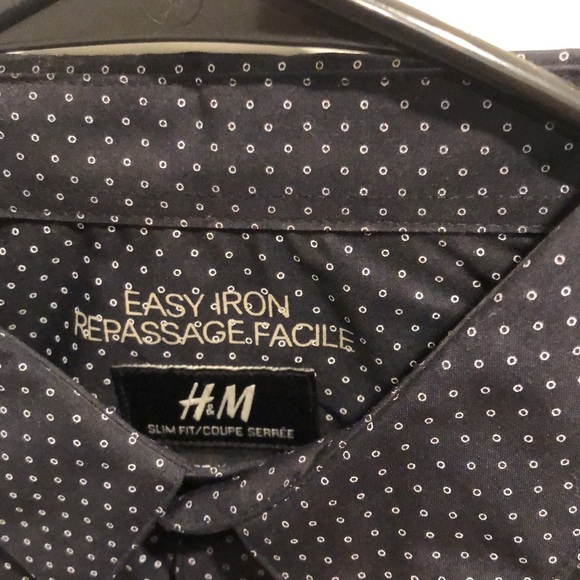 EASY IRON
REPASSAGE FACILE
H&M
SLIM FIT/COUPE SERRÉE